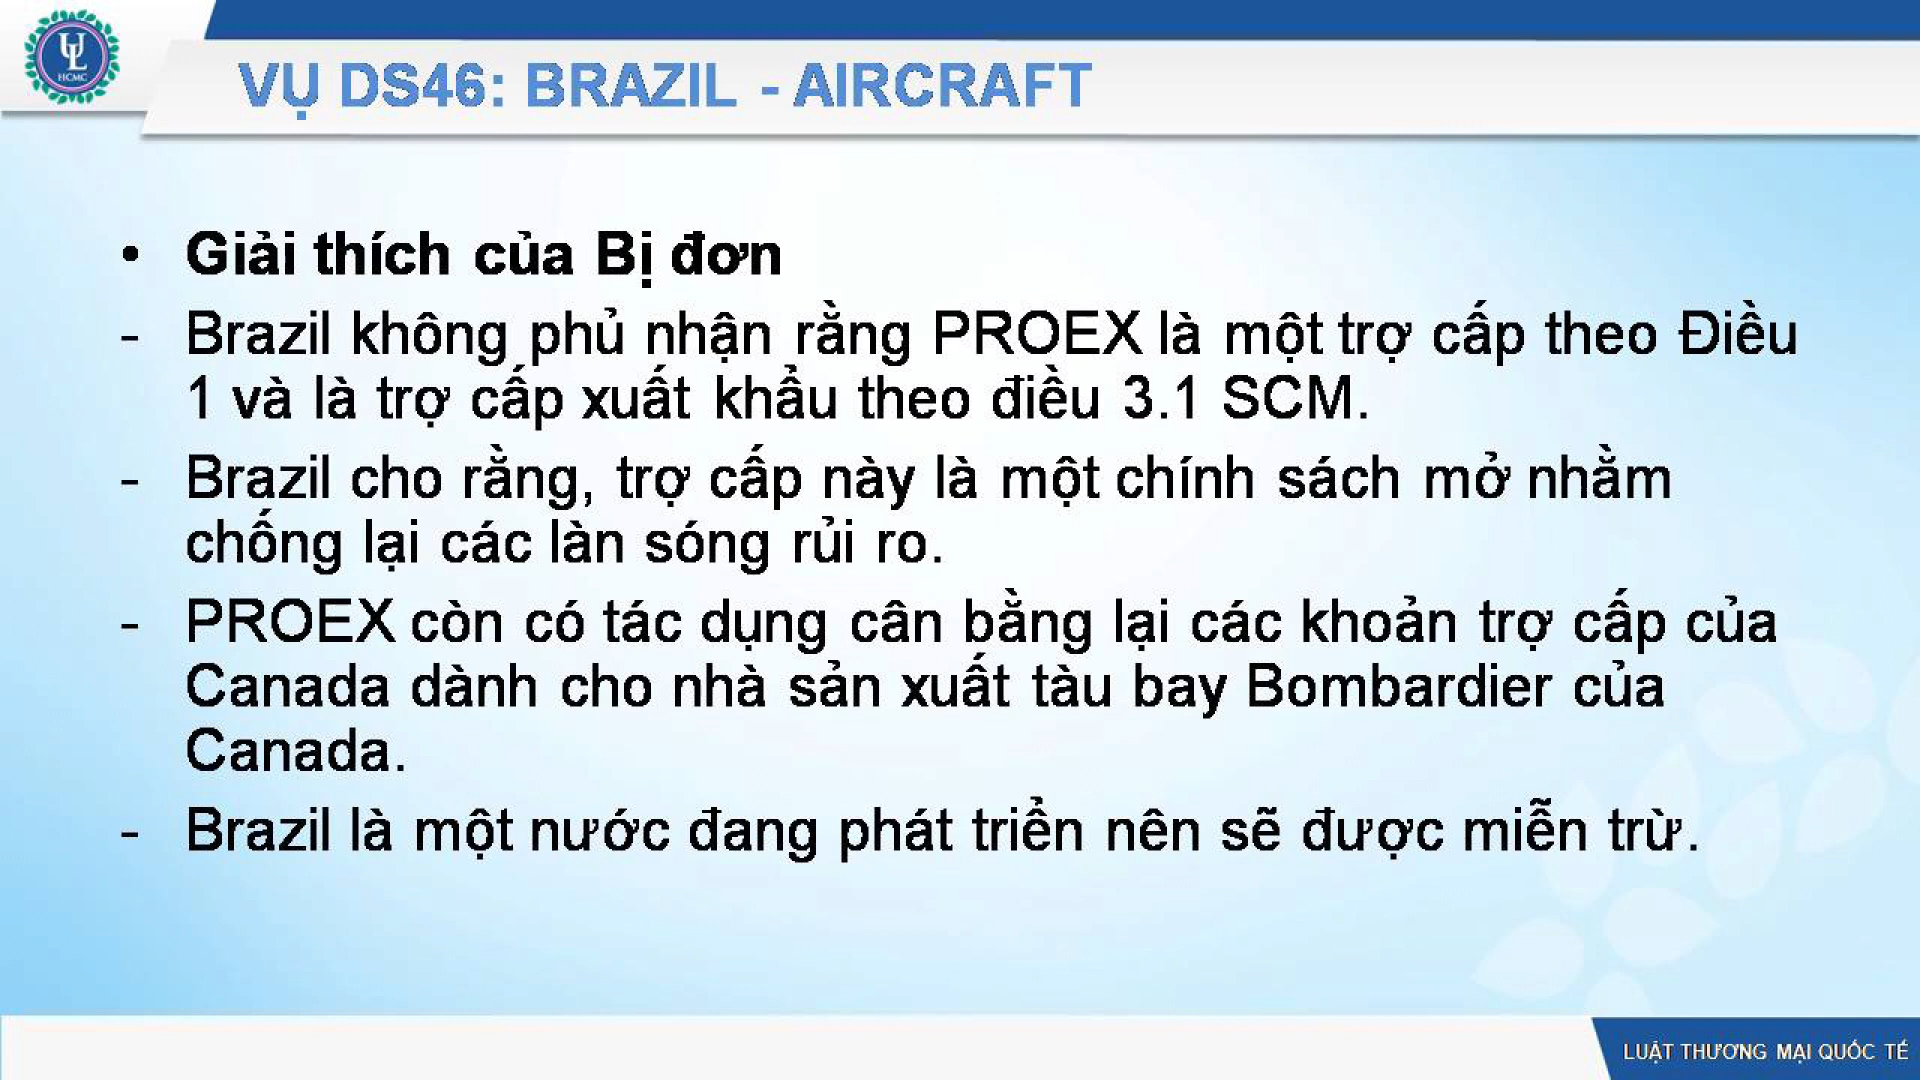 UL
HCMC
VỤ DS46: BRAZIL - AIRCRAFT
• Giải thích của Bị đơn
- Brazil không phủ nhận rằng PROEX là một trợ cấp theo Điều
1 và là trợ cấp xuất khẩu theo điều 3.1 SCM.
- Brazil cho rằng, trợ cấp này là một chính sách mở nhằm
chống lại các làn sóng rủi ro.
- PROEX còn có tác dụng cân bằng lại các khoản trợ cấp của
Canada dành cho nhà sản xuất tàu bay Bombardier của
Canada.
- Brazil là một nước đang phát triển nên sẽ được miễn trừ.
LUẬT THƯƠNG MẠI QUỐC TẾ